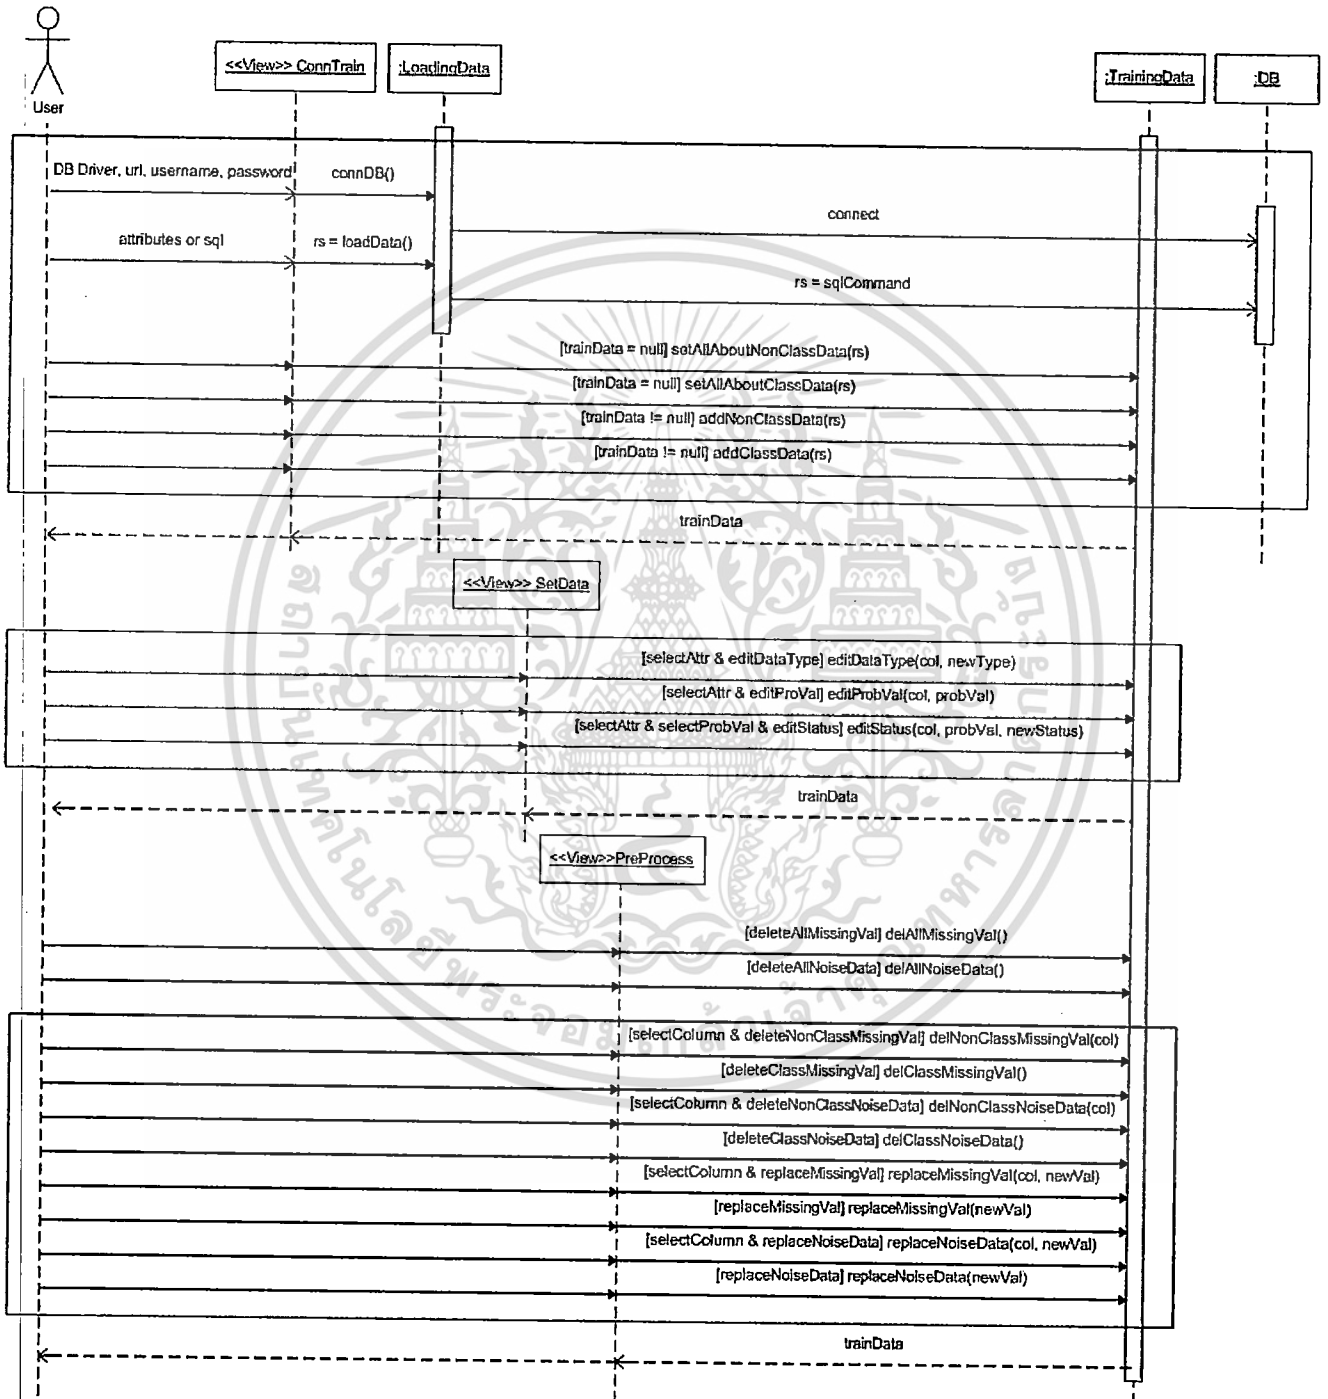 User
<<View>> ConnTrain
:LoadingData
:TrainingData
:DB
DB Driver, url, username, password
connDB()
connect
attributes or sql
rs = loadData()
rs = sqlCommand
[trainData = null] setAllAboutNonClassData(rs)
[trainData = null] setAllAboutClassData(rs)
[trainData != null] addNonClassData(rs)
[trainData != null] addClassData(rs)
trainData
<<View>> SetData
[selectAttr & editDataType] editDataType(col, newType)
[selectAttr & editProVal] editProbVal(col, probVal)
[selectAttr & selectProbVal & editStatus] editStatus(col, probVal, newStatus)
trainData
<<View>>PreProcess
[deleteAllMissingVal] delAllMissingVal()
[deleteAllNoiseData] delAllNoiseData()
[selectColumn & deleteNonClassMissingVal] delNonClassMissingVal(col)
[deleteClassMissingVal] delClassMissingVal()
[selectColumn & deleteNonClassNoiseData] delNonClassNoiseData(col)
[deleteClassNoiseData] delClassNoiseData()
[selectColumn & replaceMissingVal] replaceMissingVal(col, newVal)
[replaceMissingVal] replaceMissingVal(newVal)
[selectColumn & replaceNoiseData] replaceNoiseData(col, newVal)
[replaceNoiseData] replaceNoiseData(newVal)
trainData